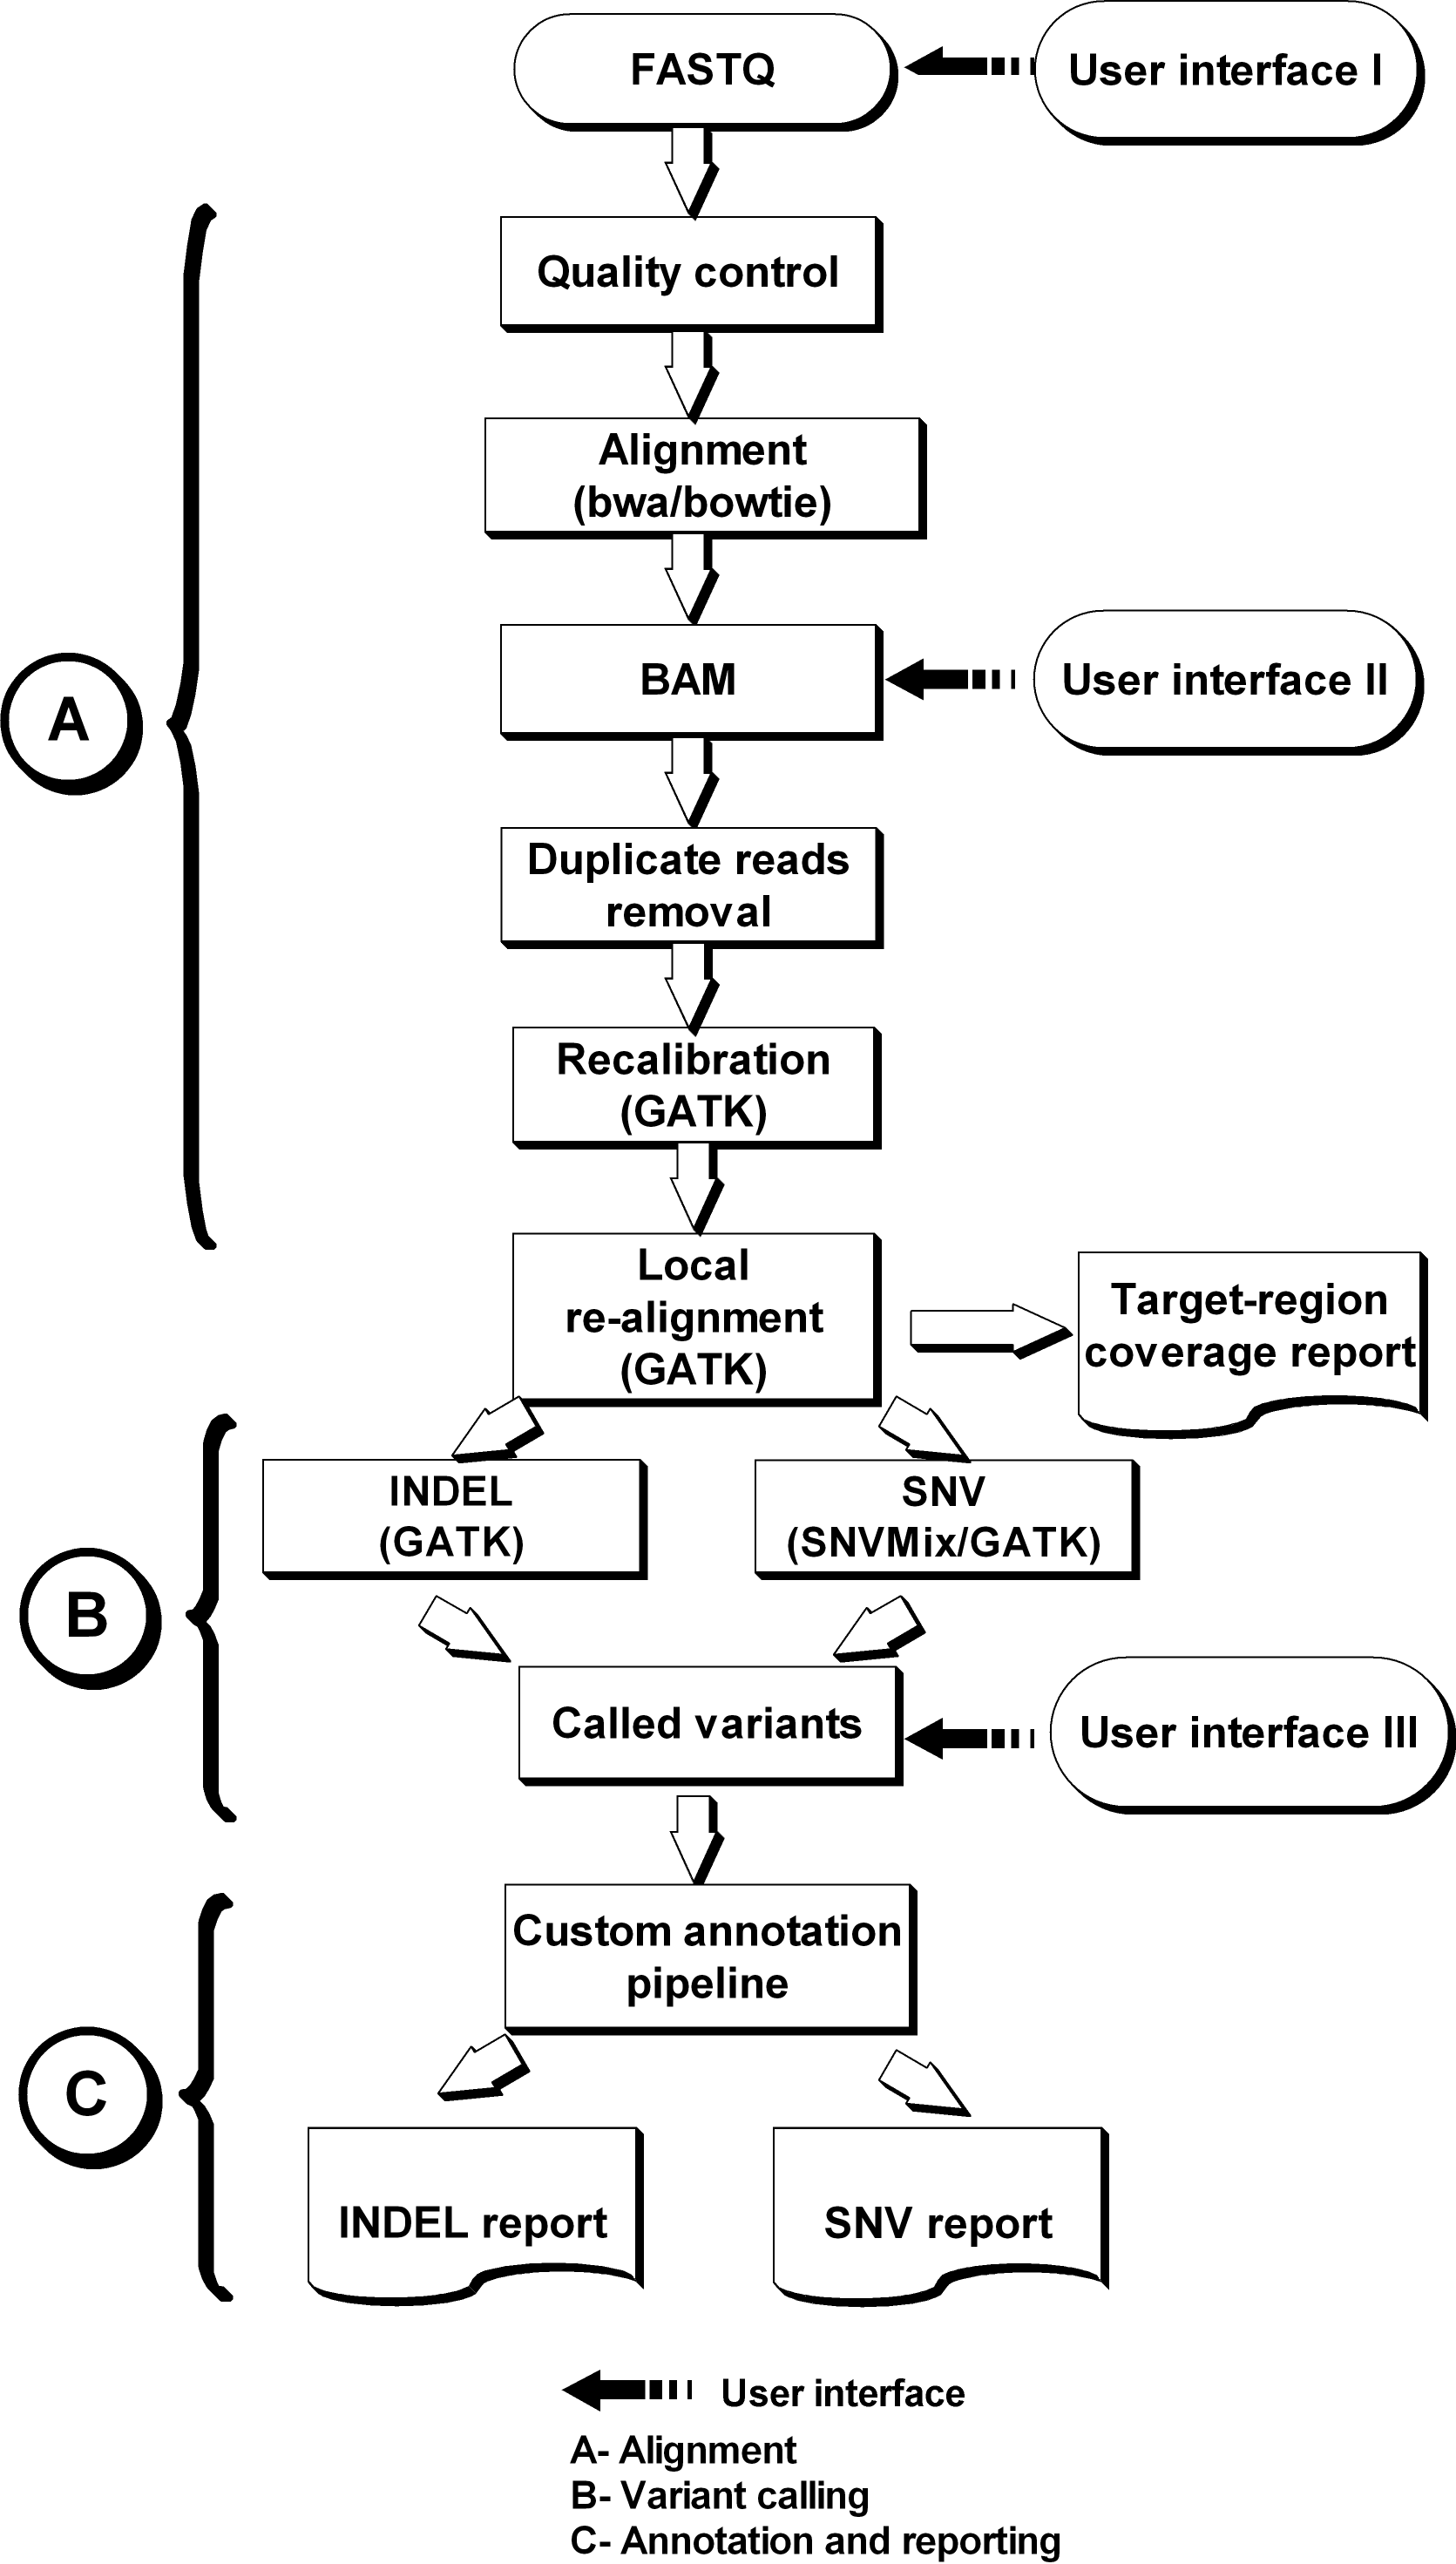 FASTQ
User interface I
Quality control
Alignment
(bwa/bowtie)
BAM
User interface II
A
Duplicate reads
removal
Recalibration
(GATK)
Local
re-alignment
(GATK)
Target-region
coverage report
INDEL
(GATK)
SNV
(SNVMix/GATK)
B
Called variants
User interface III
Custom annotation
pipeline
C
INDEL report
SNV report
User interface
A- Alignment
B- Variant calling
C- Annotation and reporting